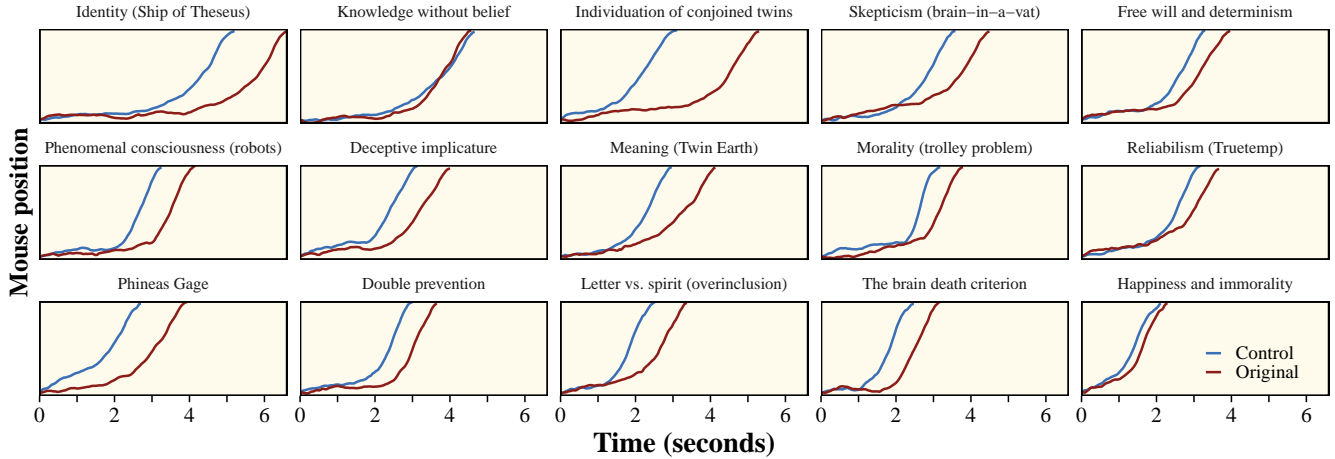 Identity (Ship of Theseus)
Knowledge without belief
Individuation of conjoined twins
Skepticism (brain−in−a−vat)
Free will and determinism
Phenomenal consciousness (robots)
Deceptive implicature
Meaning (Twin Earth)
Morality (trolley problem)
Reliabilism (Truetemp)
Mouse position
Phineas Gage
Double prevention
Letter vs. spirit (overinclusion)
The brain death criterion
Happiness and immorality
Control
Original
0 2 4 6
0 2 4 6
0 2 4 6
0 2 4 6
0 2 4 6
Time (seconds)